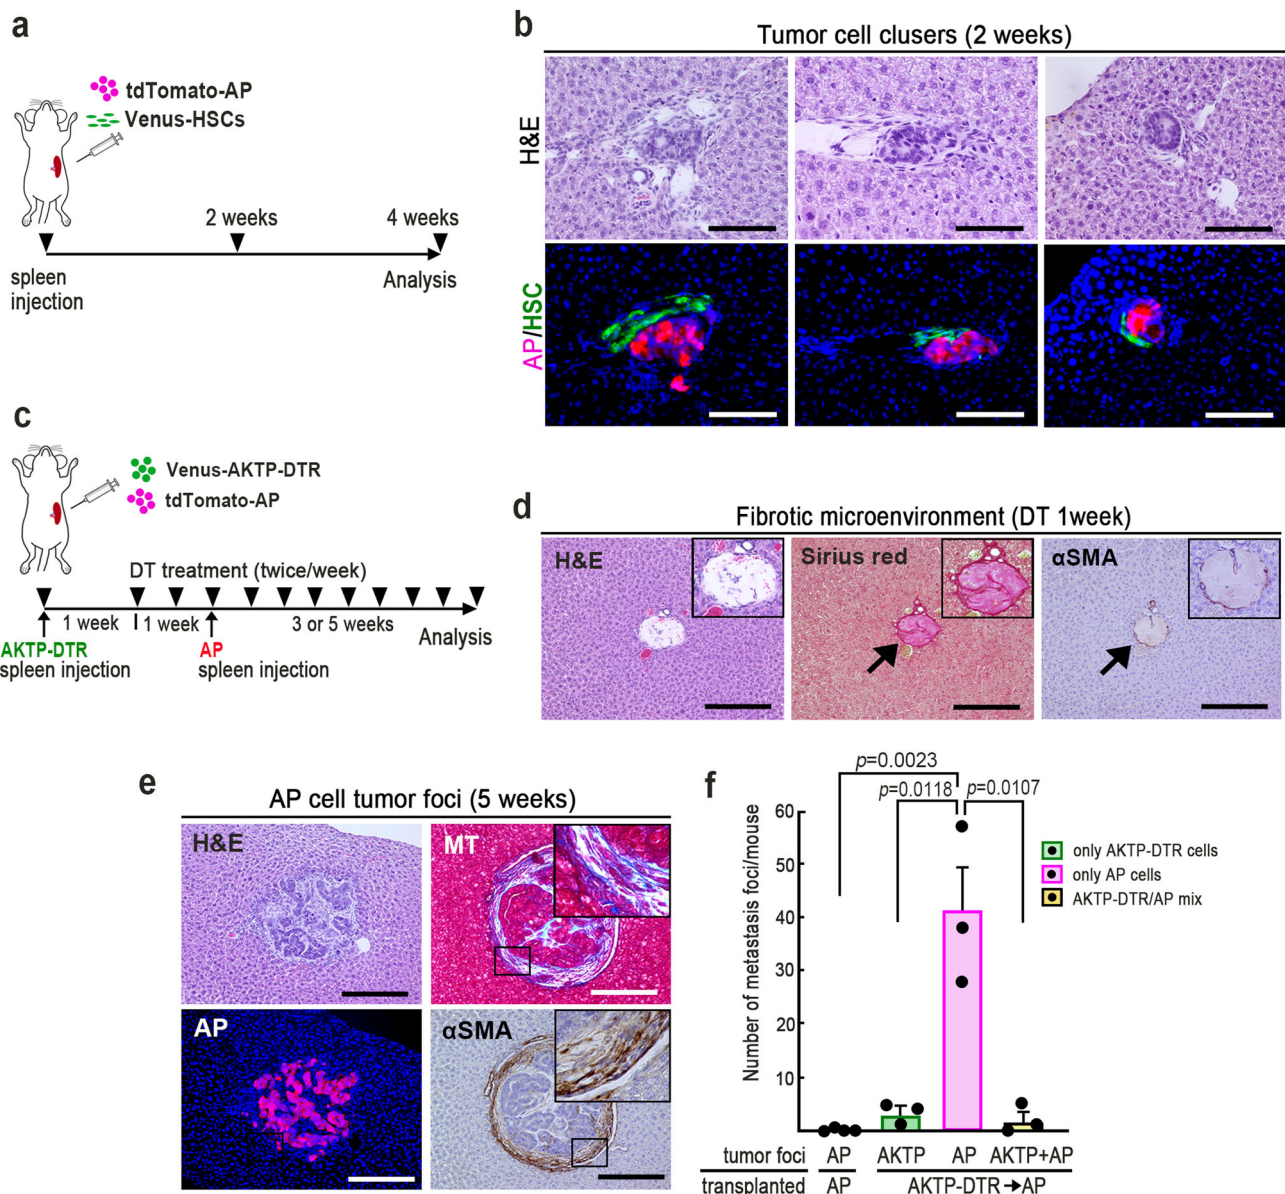 a
tdTomato-AP
Venus-HSCs
2 weeks
4 weeks
spleen
injection
Analysis
b
Tumor cell clusers (2 weeks)
H&E
AP/HSC
c
Venus-AKTP-DTR
tdTomato-AP
DT treatment (twice/week)
1 week
1 week
3 or 5 weeks
Analysis
AKTP-DTR
spleen injection
AP
spleen injection
d
Fibrotic microenvironment (DT 1week)
H&E
Sirius red
αSMA
e
AP cell tumor foci (5 weeks)
H&E
MT
AP
αSMA
f
p=0.0023
p=0.0118
p=0.0107
Number of metastasis foci/mouse
60
50
40
30
20
10
only AKTP-DTR cells
only AP cells
AKTP-DTR/AP mix
tumor foci AP AKTP AP AKTP+AP
transplanted AP AKTP-DTR ➔AP